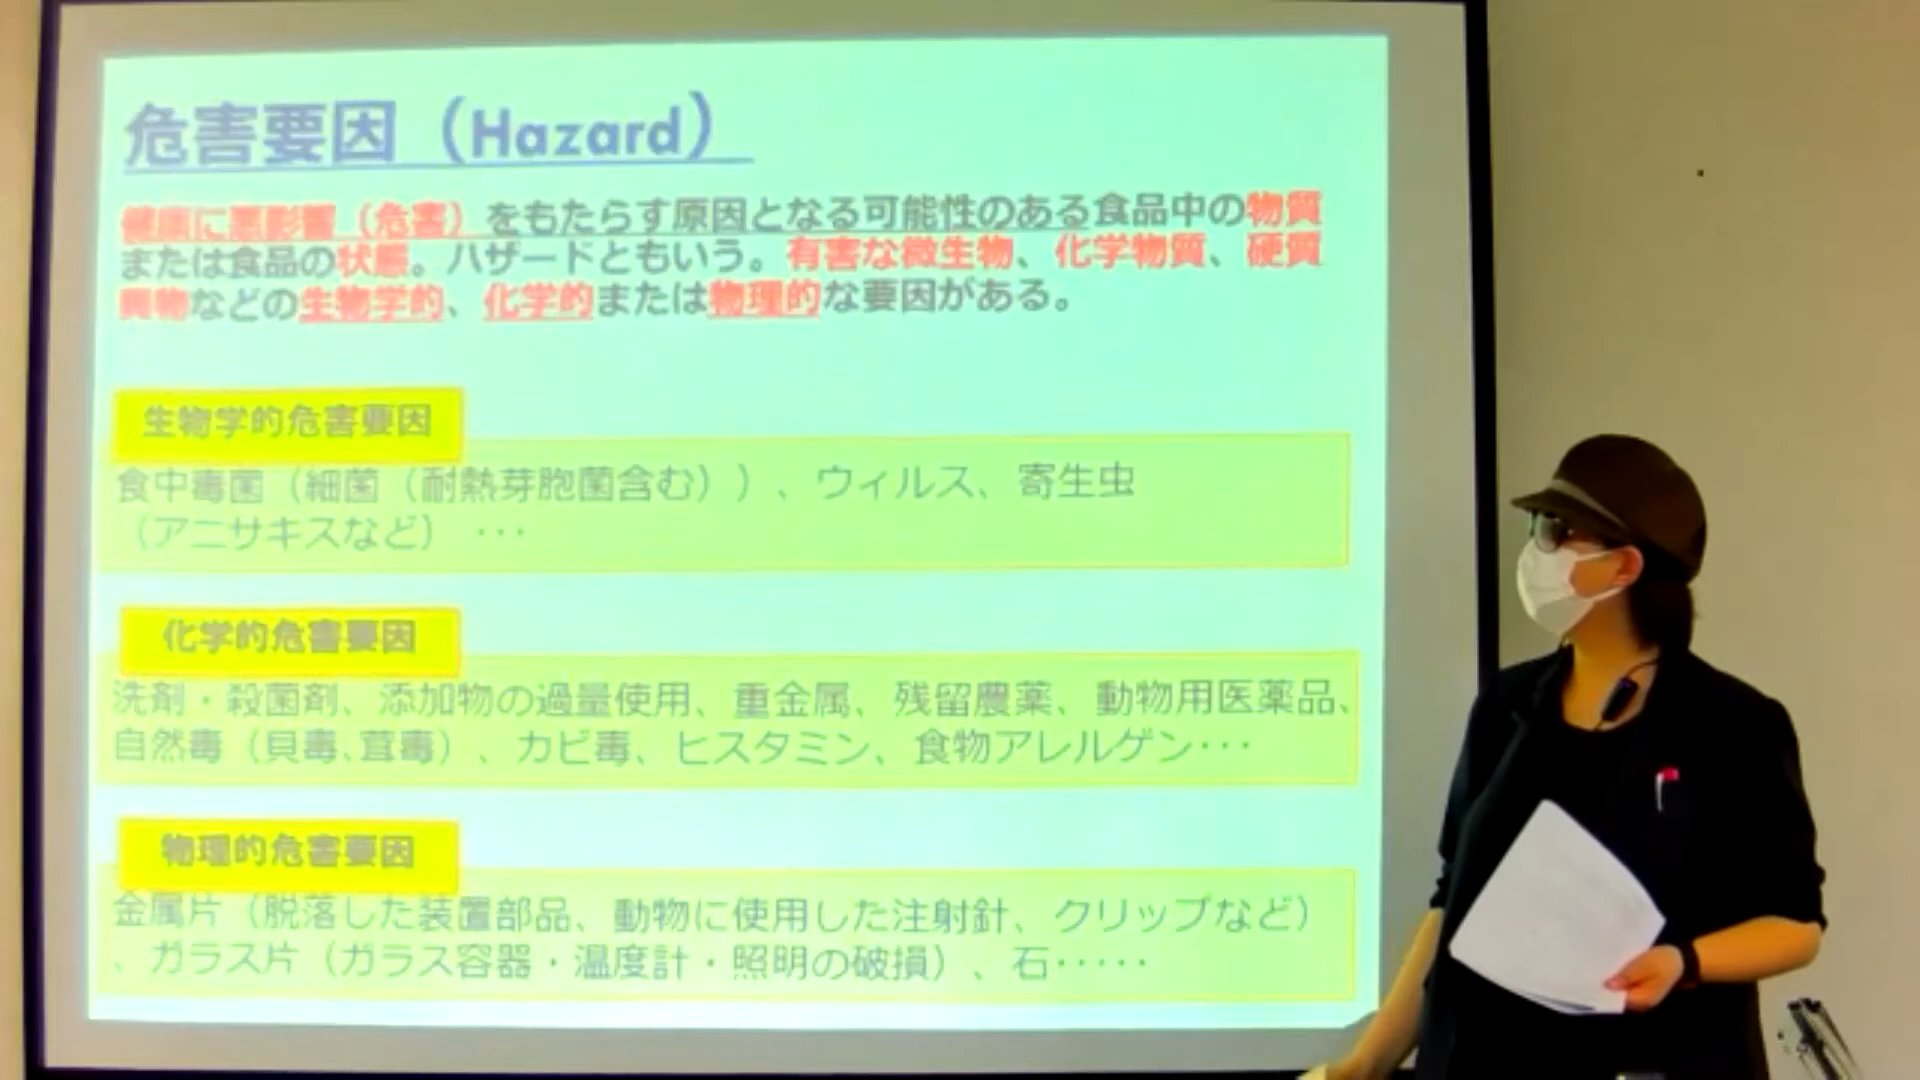 危害要因（Hazard）
健康に悪影響（危害）をもたらす原因となる可能性のある食品中の物質
または食品の状態。ハザードともいう。有害な微生物、化学物質、硬質
異物などの生物学的、化学的または物理的な要因がある。
生物学的危害要因
食中毒菌（細菌（耐熱芽胞菌含む））、ウィルス、寄生虫
（アニサキスなど）・・・
化学的危害要因
洗剤・殺菌剤、添加物の過量使用、重金属、残留農薬、動物用医薬品、
自然毒（貝毒、茸毒）、カビ毒、ヒスタミン、食物アレルゲン・・・
物理的危害要因
金属片（脱落した装置部品、動物に使用した注射針、クリップなど）
、ガラス片（ガラス容器・温度計・照明の破損）、石・・・・・